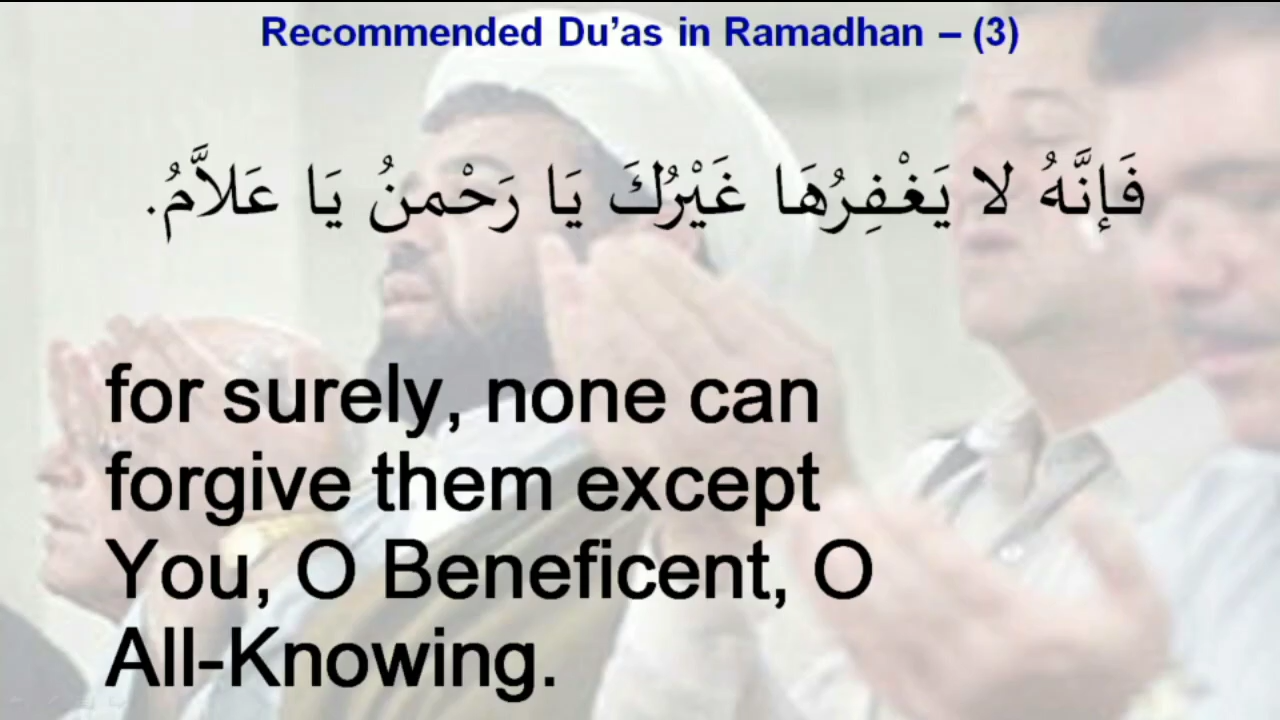 Recommended Du’as in Ramadhan – (3)
فَإِنَّهُ لا يَغْفِرُهَا غَيْرُكَ يَا رَحْمنُ يَا عَلاَّمُ.
for surely, none can
forgive them except
You, O Beneficent, O
All-Knowing.